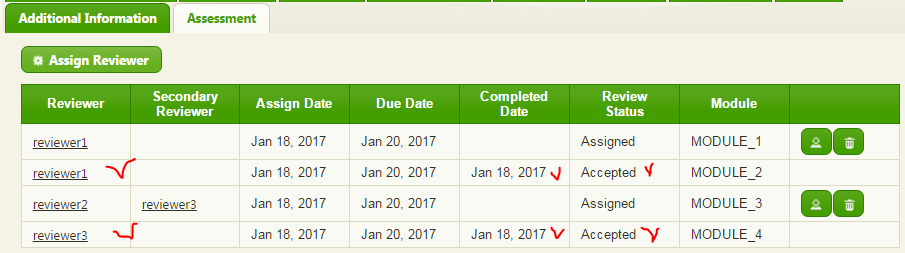 Additional Information Assessment
Assign Reviewer
Reviewer Secondary Reviewer Assign Date Due Date Completed Date Review Status Module
reviewer1 Jan 18, 2017 Jan 20, 2017 Assigned MODULE_1
reviewer1 Jan 18, 2017 Jan 20, 2017 Jan 18, 2017 Accepted MODULE_2
reviewer2 reviewer3 Jan 18, 2017 Jan 20, 2017 Assigned MODULE_3
reviewer3 Jan 18, 2017 Jan 20, 2017 Jan 18, 2017 Accepted MODULE_4